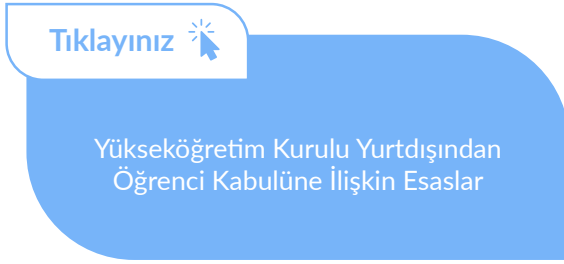 Tıklayınız
Yükseköğretim Kurulu Yurtdışından
Öğrenci Kabulüne İlişkin Esaslar